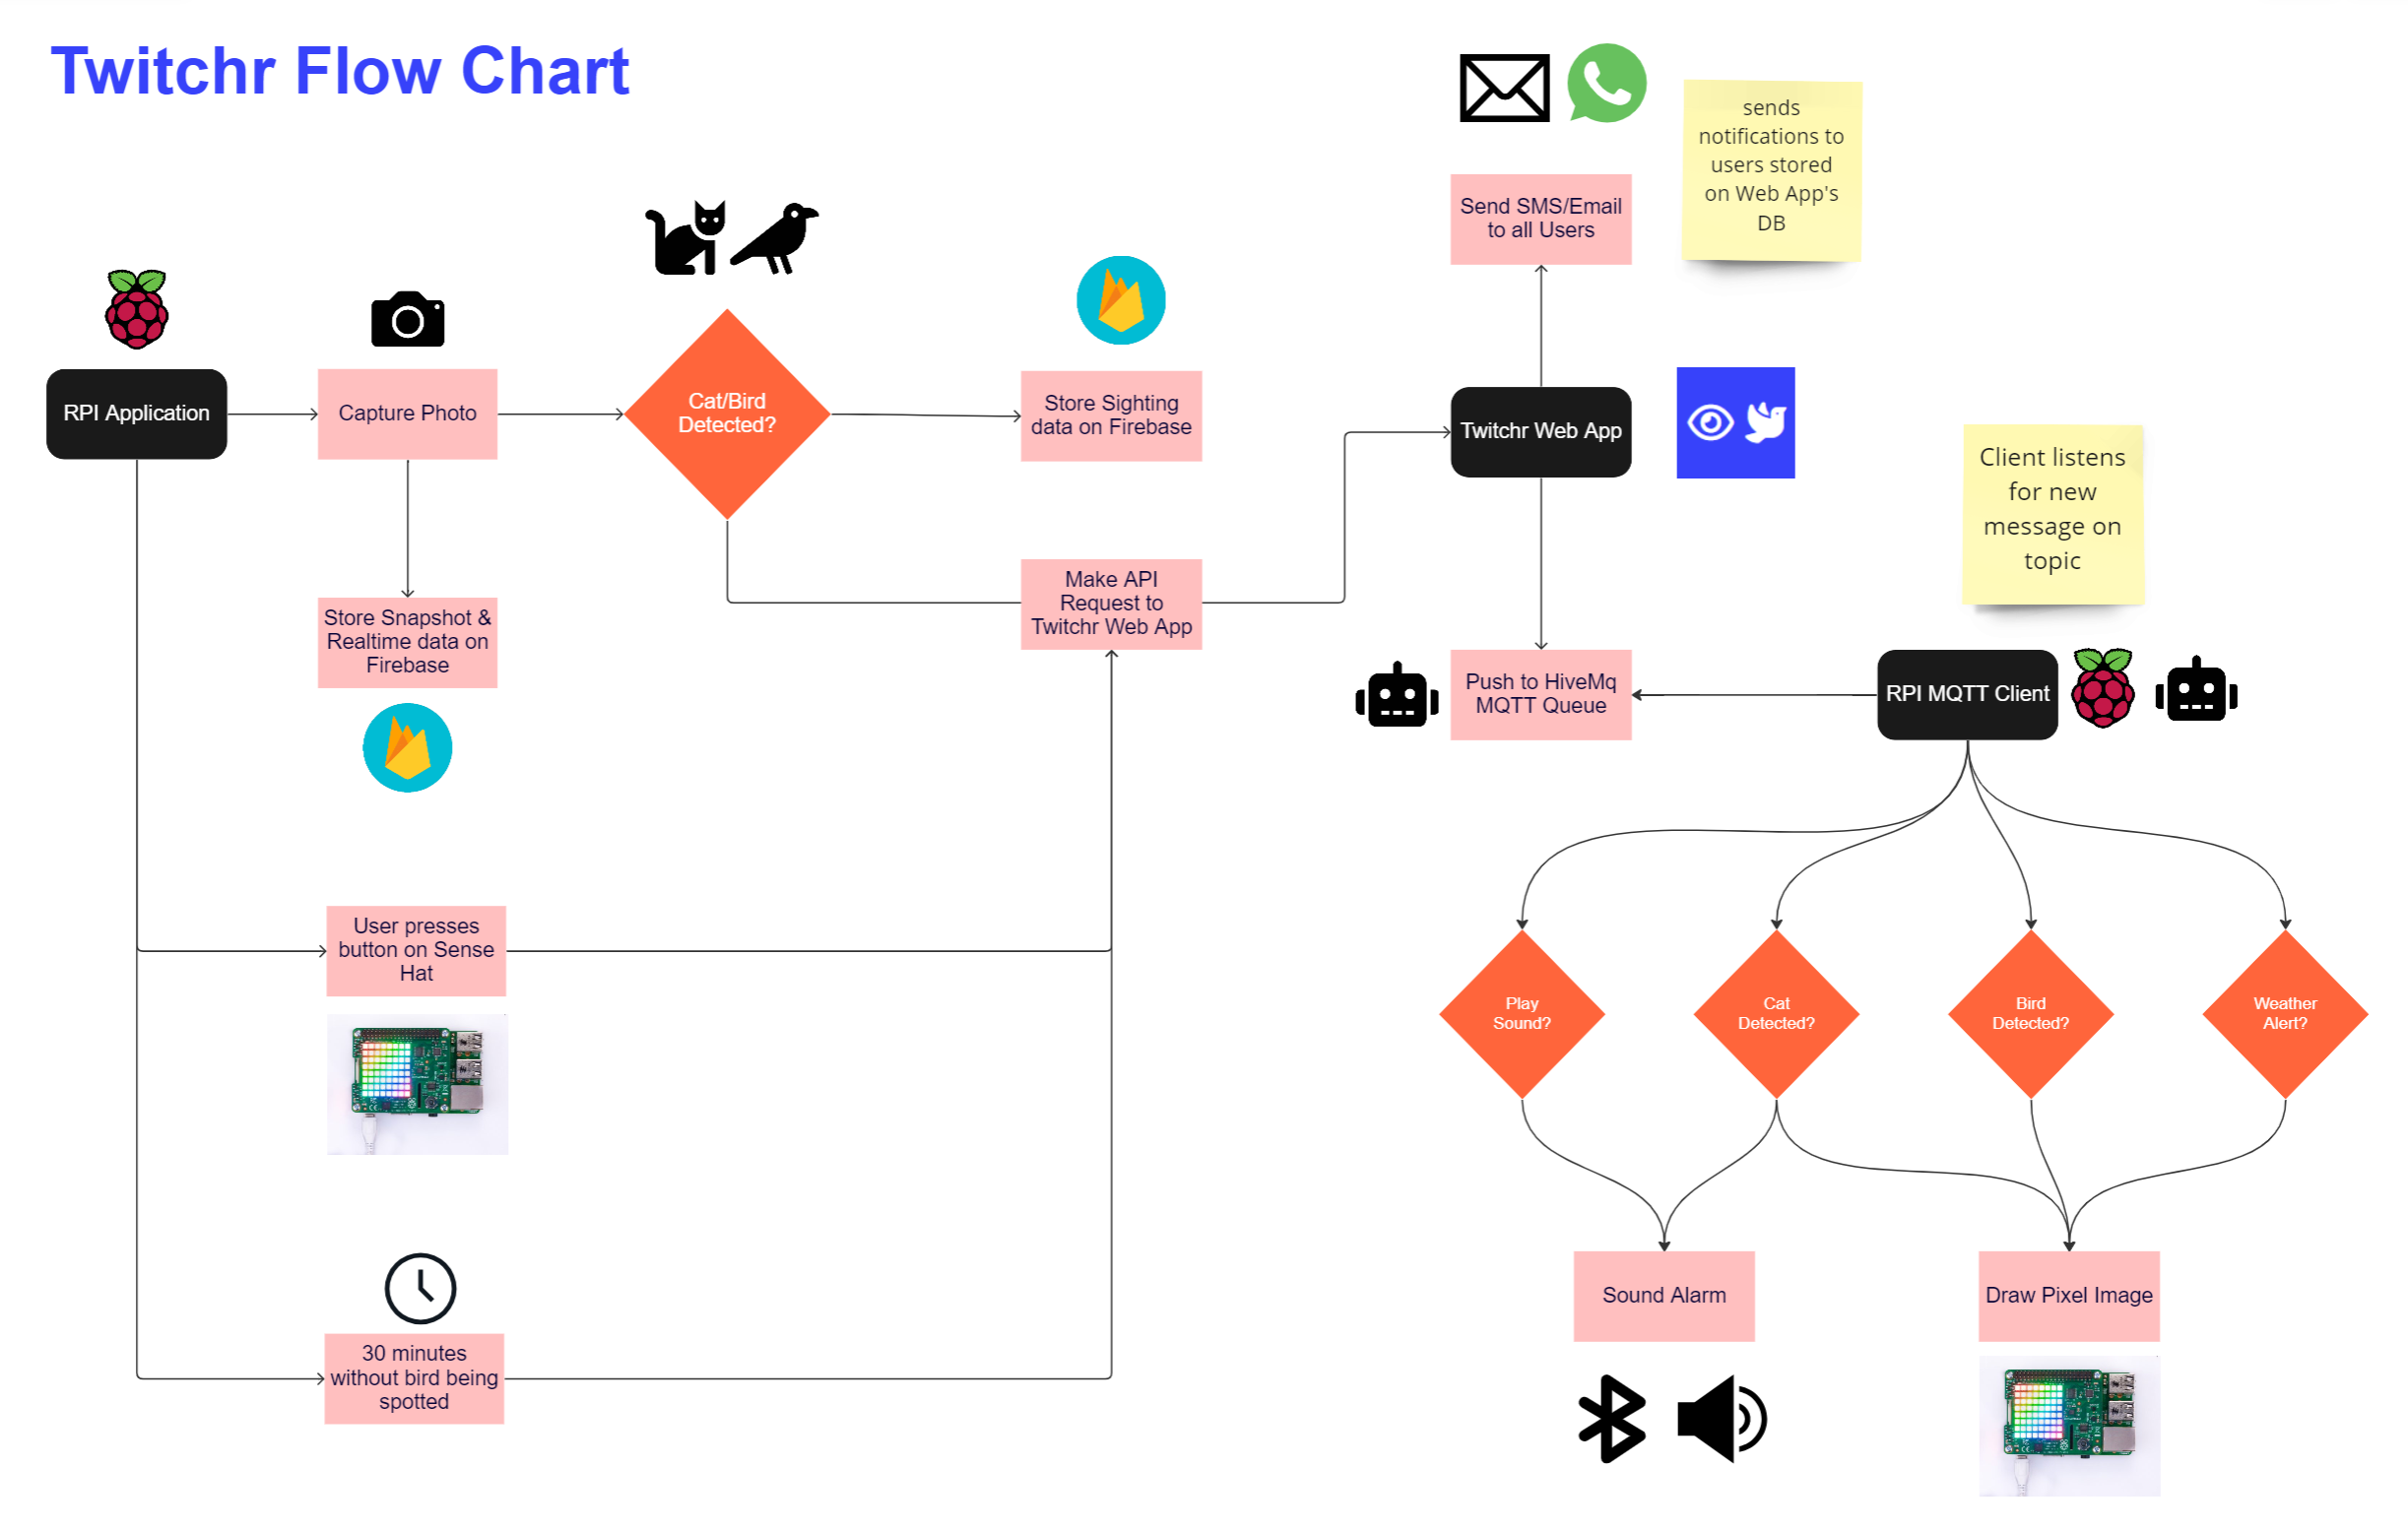 Twitchr Flow Chart
sends
notifications to
users stored
on Web App's
DB
Send SMS/Email
to all Users
RPI Application
Capture Photo
Cat/Bird
Detected?
Store Sighting
data on Firebase
Twitchr Web App
Client listens
for new
message on
topic
Make API
Request to
Twitchr Web App
Store Snapshot &
Realtime data on
Firebase
Push to HiveMq
MQTT Queue
RPI MQTT Client
User presses
button on Sense
Hat
Play
Sound?
Cat
Detected?
Bird
Detected?
Weather
Alert?
Sound Alarm
Draw Pixel Image
30 minutes
without bird being
spotted